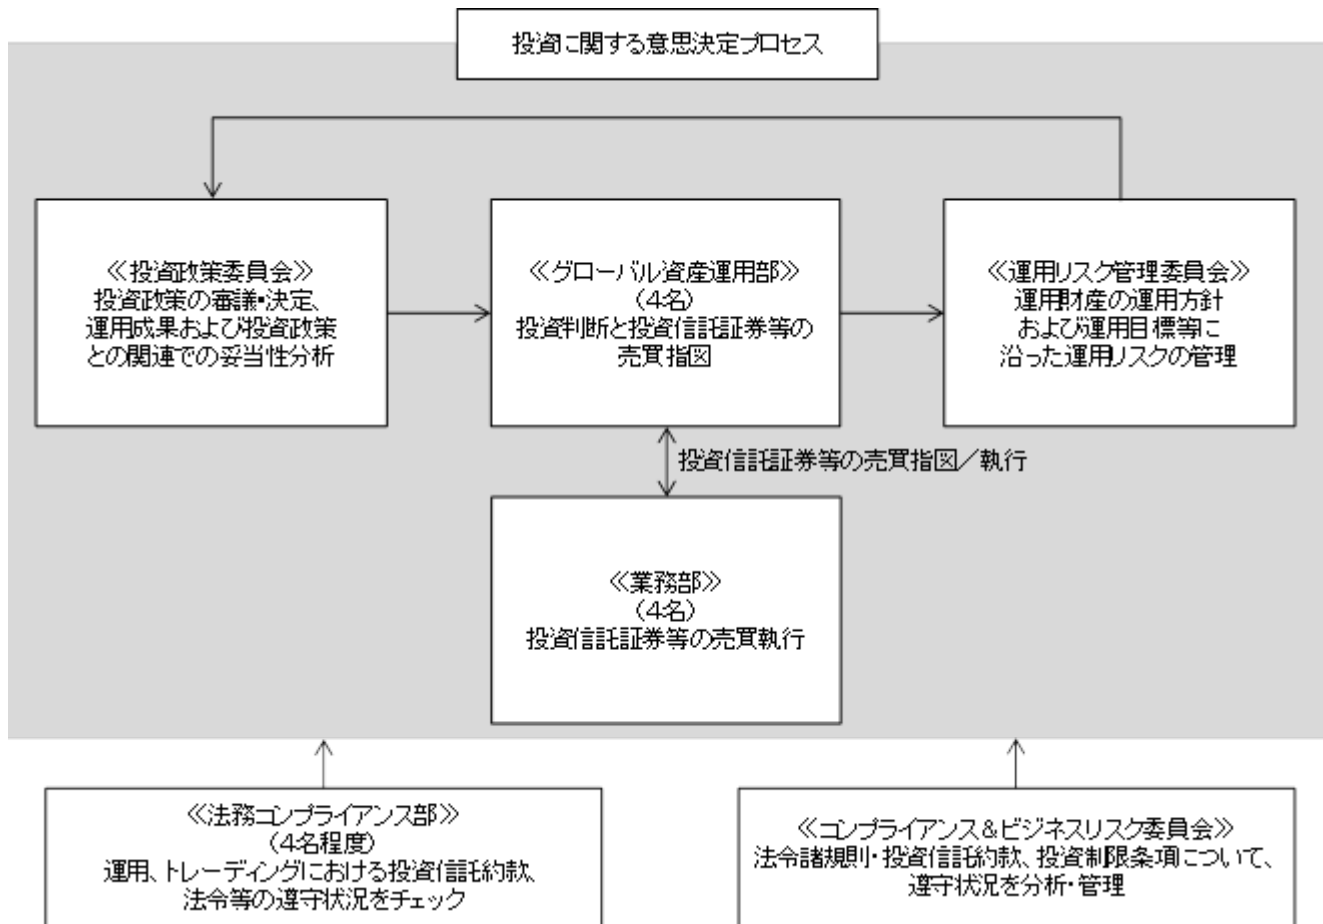 投資に関する意思決定プロセス
≪投資政策委員会≫
投資政策の審議・決定、
運用成果および投資政策
との関連での妥当性分析
≪グローバル資産運用部≫
(4名)
投資判断と投資信託証券等の
売買指図
≪運用リスク管理委員会≫
運用財産の運用方針
および運用目標等に
沿った運用リスクの管理
投資信託証券等の売買指図／執行
≪業務部≫
(4名)
投資信託証券等の売買執行
≪法務コンプライアンス部≫
(4名程度)
運用、トレーディングにおける投資信託約款、
法令等の遵守状況をチェック
≪コンプライアンス＆ビジネスリスク委員会≫
法令諸規則・投資信託約款、投資制限条項について、
遵守状況を分析・管理